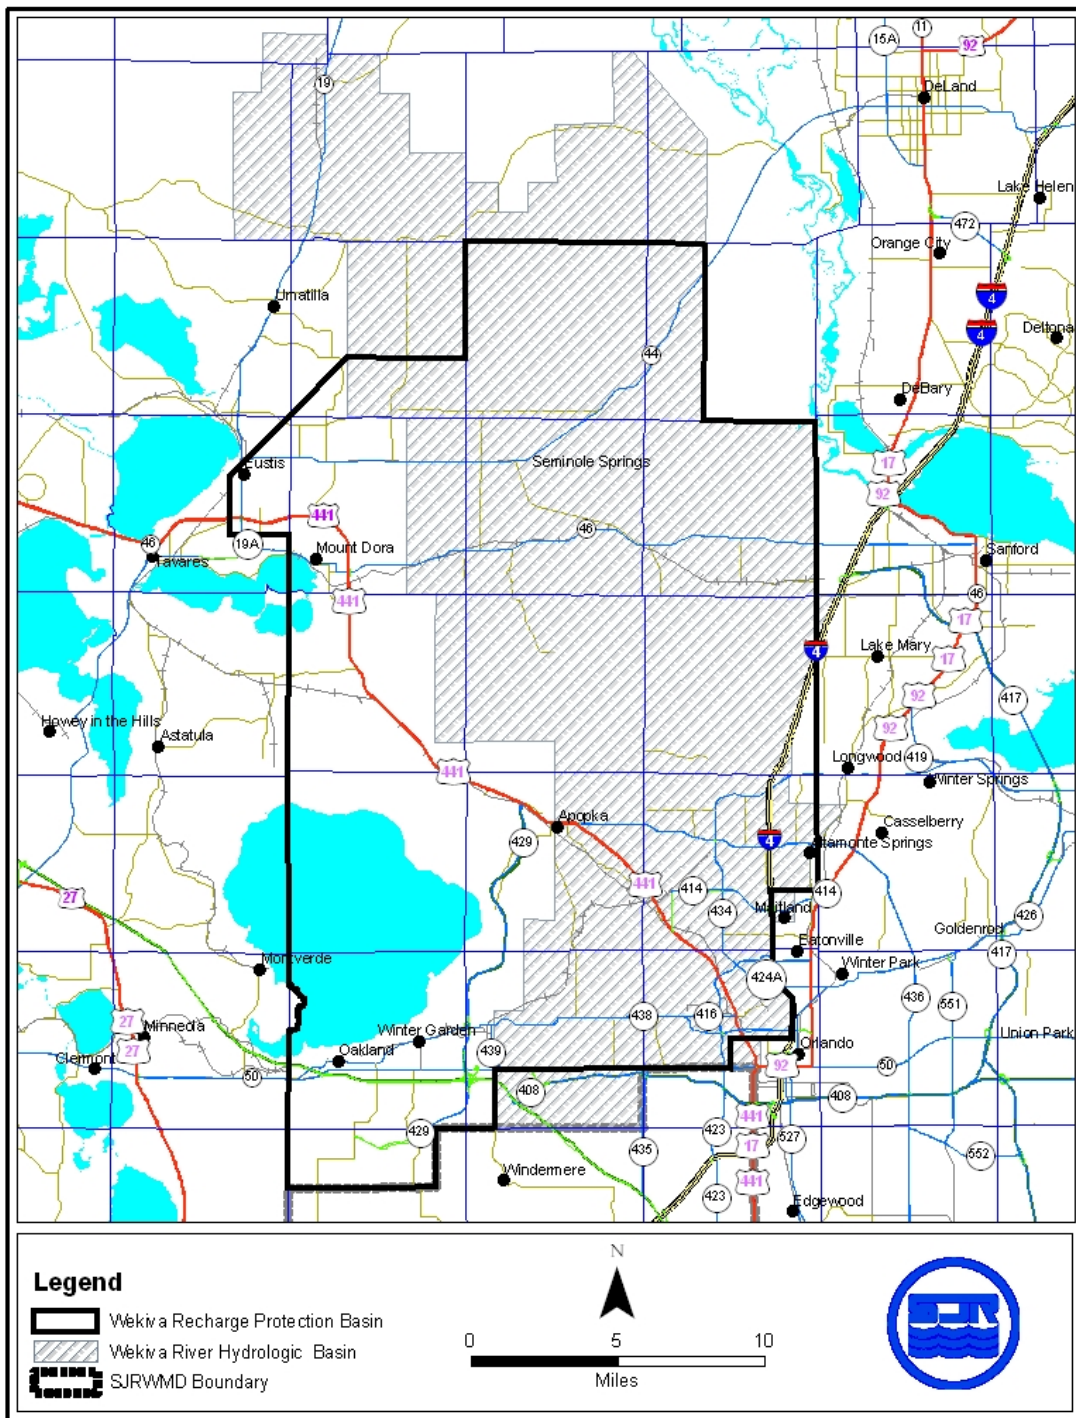 11
15A
92
19
DeLand
Lake Helen
472
Orange City
4
Umatilla
4
Deltona
44
DeBary
Eustis
Seminole Springs
17
92
441
46
46
19A
Tavares
Mount Dora
Sanford
441
46
17
4
Lake Mary
17
92
417
Howey in the Hills
Astatula
92
441
Longwood
419
Winter Springs
Apopka
429
4
Casselberry
Altamonte Springs
27
441
414
434
414
Maitland
426
Goldenrod
Eatonville
417
Montverde
424A
Winter Park
436
551
27
Minneola
27
438
416
Winter Garden
439
Union Park
Oakland
Orlando
Clermont
50
92
50
408
408
441
429
423
527
17
435
552
Windermere
441
423
Edgewood
Legend
Wekiva Recharge Protection Basin
Wekiva River Hydrologic Basin
SJRWMD Boundary
N
0 5 10
Miles
SJR